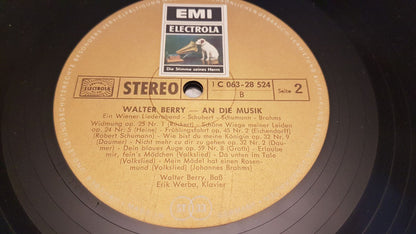 EMI
ELECTROLA
Die Stimme seines Herrn
ELECTROLA
STEREO
1 C 063-28 524
B
Seite 2
WALTER BERRY — AN DIE MUSIK
Ein Wiener Liederabend - Schubert - Schumann - Brahms
Widmung op. 25 Nr. 1 (Rückert) - Schöne Wiege meiner Leiden
op. 24 Nr. 5 (Heine) - Frühlingsfahrt op. 45 Nr. 2 (Eichendorff)
(Robert Schumann) - Wie bist du meine Königin op. 32 Nr. 9
(Daumer) - Nicht mehr zu dir zu gehen op. 32 Nr. 2 (Daumer)
- Dein blaues Auge op. 59 Nr. 8 (Groth) - Erlaube
mir, fein's Mädchen (Volkslied) - Da unten im Tale
(Volkslied) - Mein Mädel hat einen Rosen-
mund (Volkslied) (Johannes Brahms)
Walter Berry, Baß
Erik Werba, Klavier